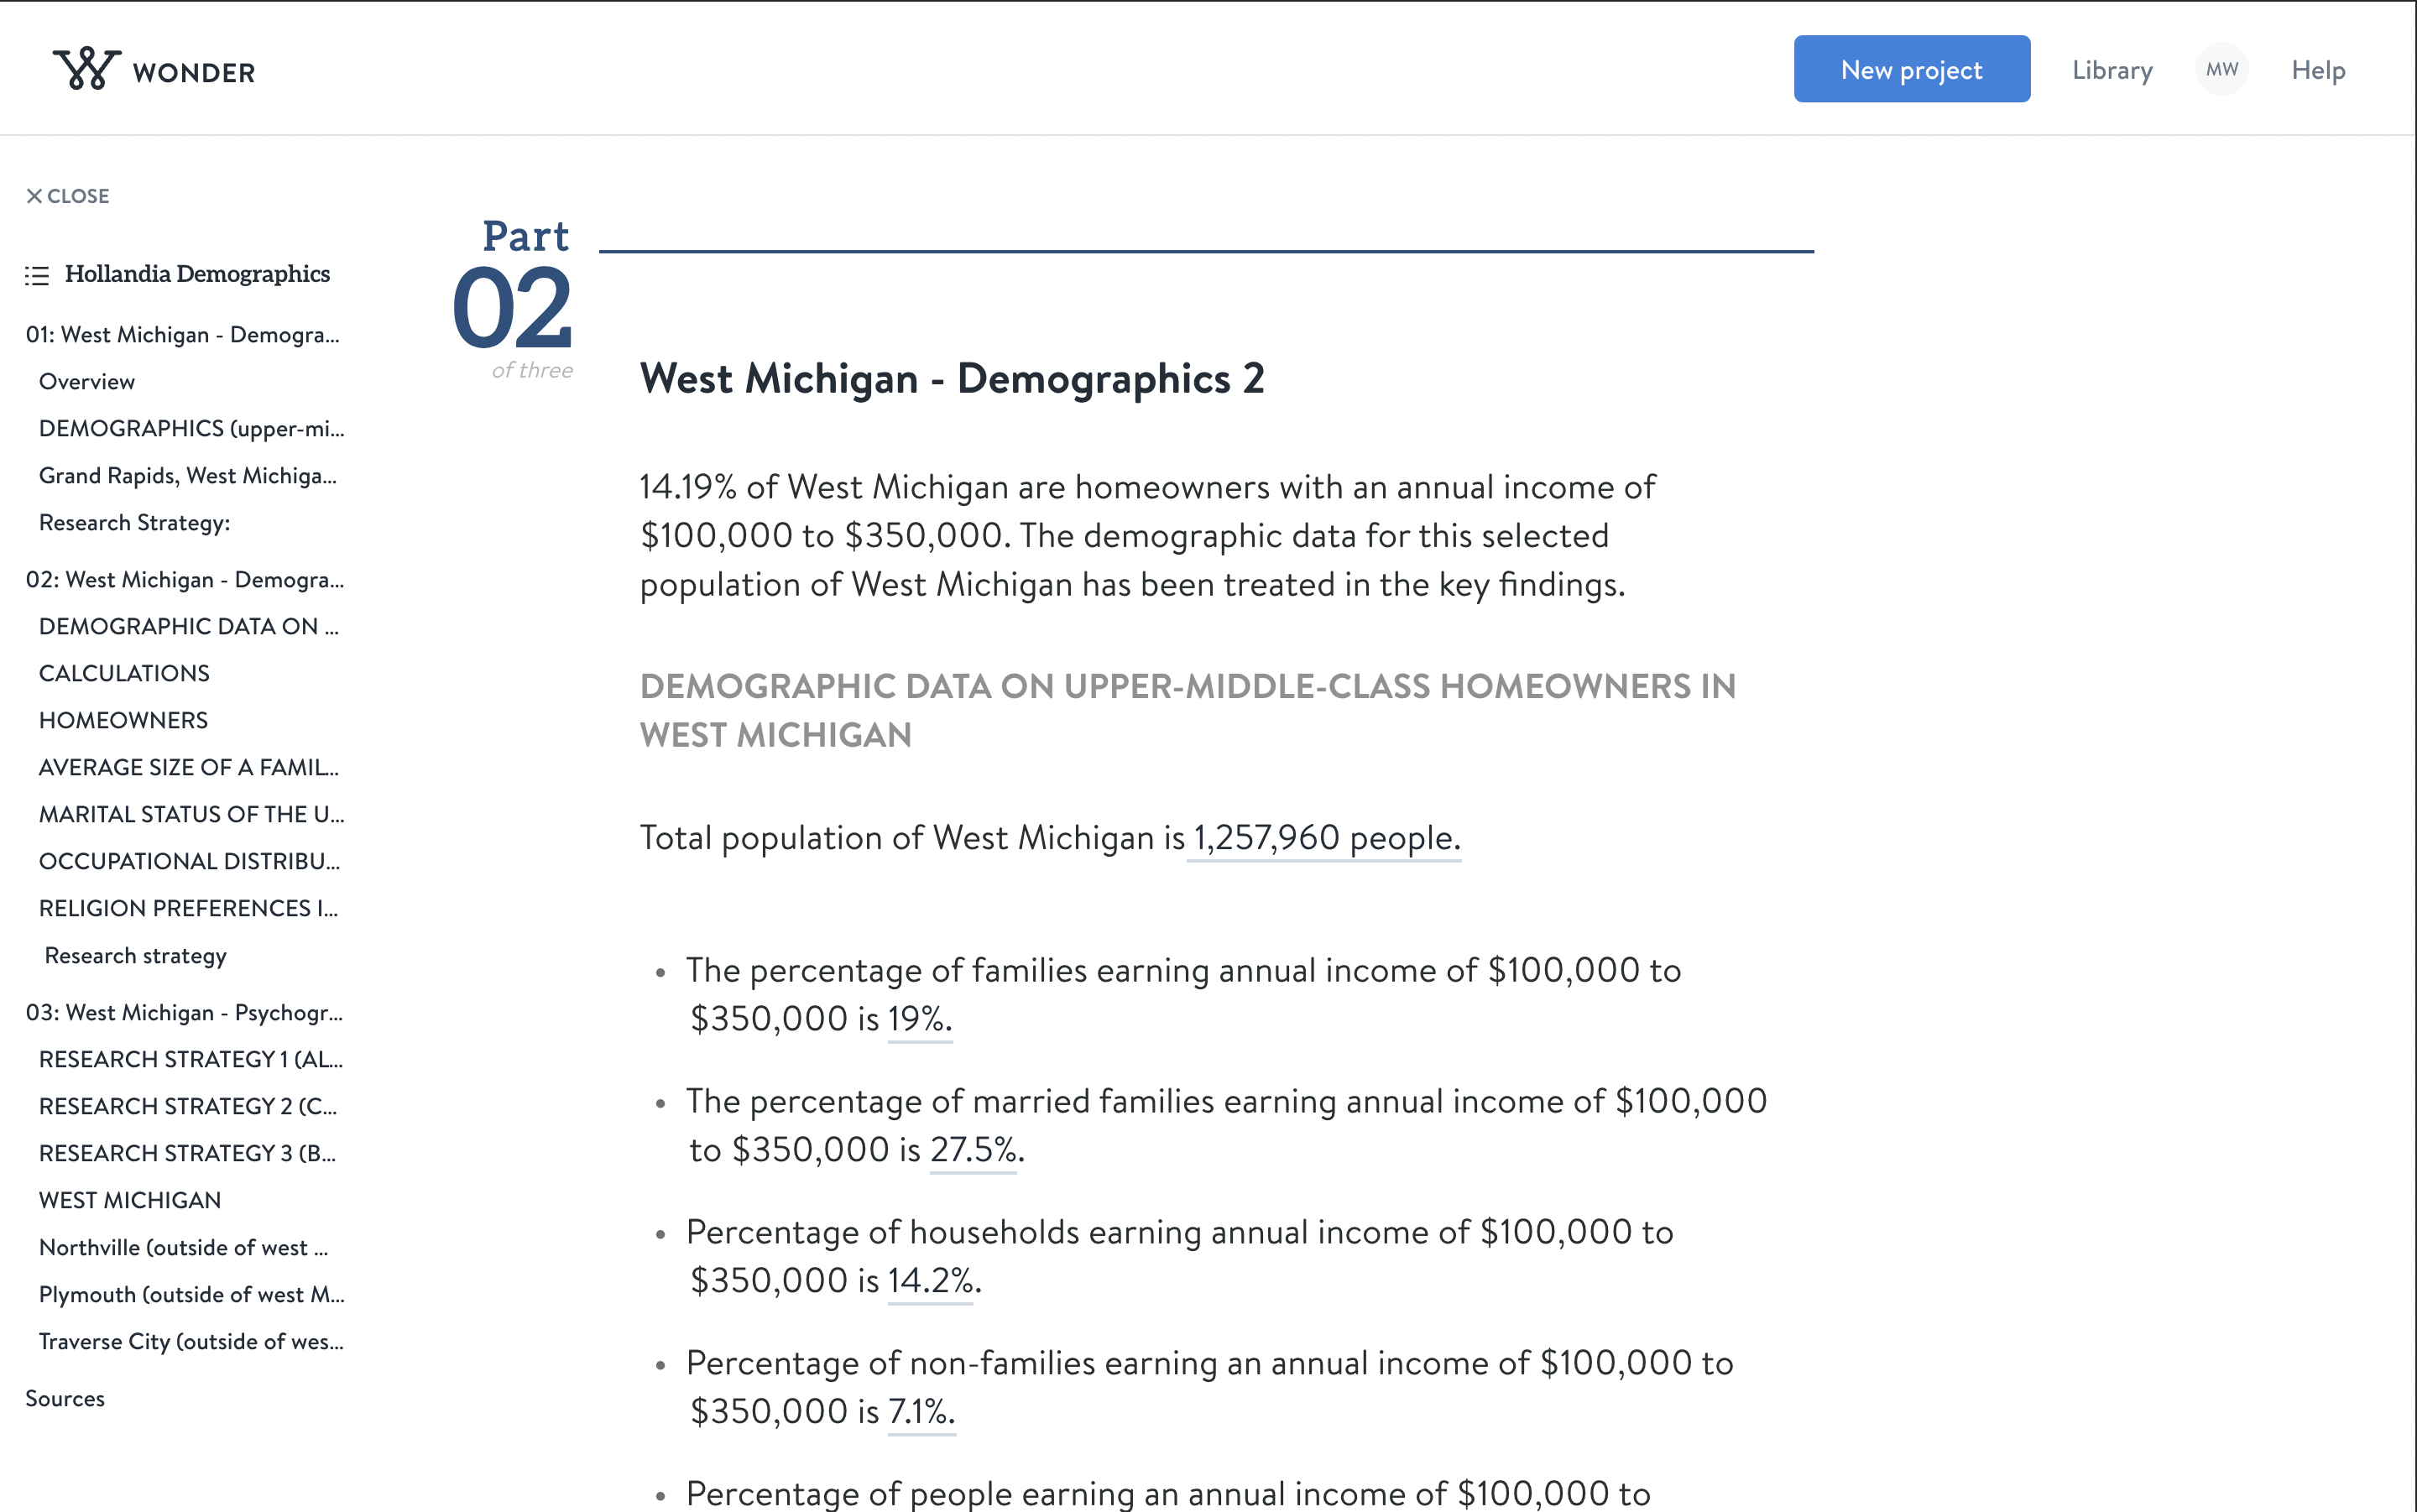 WONDER
New project
Library
MW
Help
CLOSE
Hollandia Demographics
01: West Michigan - Demogra...
Overview
DEMOGRAPHICS (upper-mi...
Grand Rapids, West Michiga...
Research Strategy:
02: West Michigan - Demogra...
DEMOGRAPHIC DATA ON ...
CALCULATIONS
HOMEOWNERS
AVERAGE SIZE OF A FAMIL...
MARITAL STATUS OF THE U...
OCCUPATIONAL DISTRIBU...
RELIGION PREFERENCES I...
Research strategy
03: West Michigan - Psychogr...
RESEARCH STRATEGY 1 (AL...
RESEARCH STRATEGY 2 (C...
RESEARCH STRATEGY 3 (B...
WEST MICHIGAN
Northville (outside of west ...
Plymouth (outside of west M...
Traverse City (outside of wes...
Sources
Part
02
of three
West Michigan - Demographics 2
14.19% of West Michigan are homeowners with an annual income of
$100,000 to $350,000. The demographic data for this selected
population of West Michigan has been treated in the key findings.
DEMOGRAPHIC DATA ON UPPER-MIDDLE-CLASS HOMEOWNERS IN
WEST MICHIGAN
Total population of West Michigan is 1,257,960 people.
• The percentage of families earning annual income of $100,000 to
$350,000 is 19%.
• The percentage of married families earning annual income of $100,000
to $350,000 is 27.5%.
• Percentage of households earning annual income of $100,000 to
$350,000 is 14.2%.
• Percentage of non-families earning an annual income of $100,000 to
$350,000 is 7.1%.
• Percentage of people earning an annual income of $100,000 to